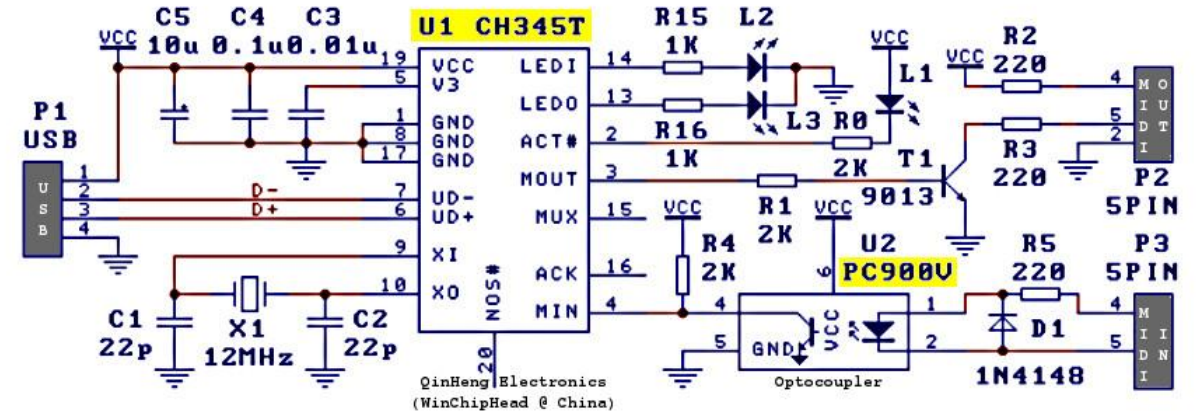 C5 C4 C3
10u 0.1u 0.01u
VCC
P1
USB
USB
1
2
3
4
D-
D+
C1
22p
X1
12MHz
C2
22p
U1 CH345T
19 VCC
5 V3
1 GND
8 GND
17 GND
7 UD-
6 UD+
9 XI
10 XO
NOS#
20
LEDI 14
LEDO 13
ACT# 2
MOUT 3
MUX 15
ACK 16
MIN 4
QinHeng Electronics
(WinChipHead @ China)
R15 L2
1K
R16
1K
L3
R0
2K
VCC
L1
VCC
R2
220
T1
9013
R3
220
4
5
2
MIDI OUT
P2
5PIN
R1
2K
VCC
R4
2K
VCC
6
U2
PC900V
4
5
GND
VCC
1
2
Optocoupler
R5
220
D1
1N4148
P3
5PIN
4
5
MIDI IN